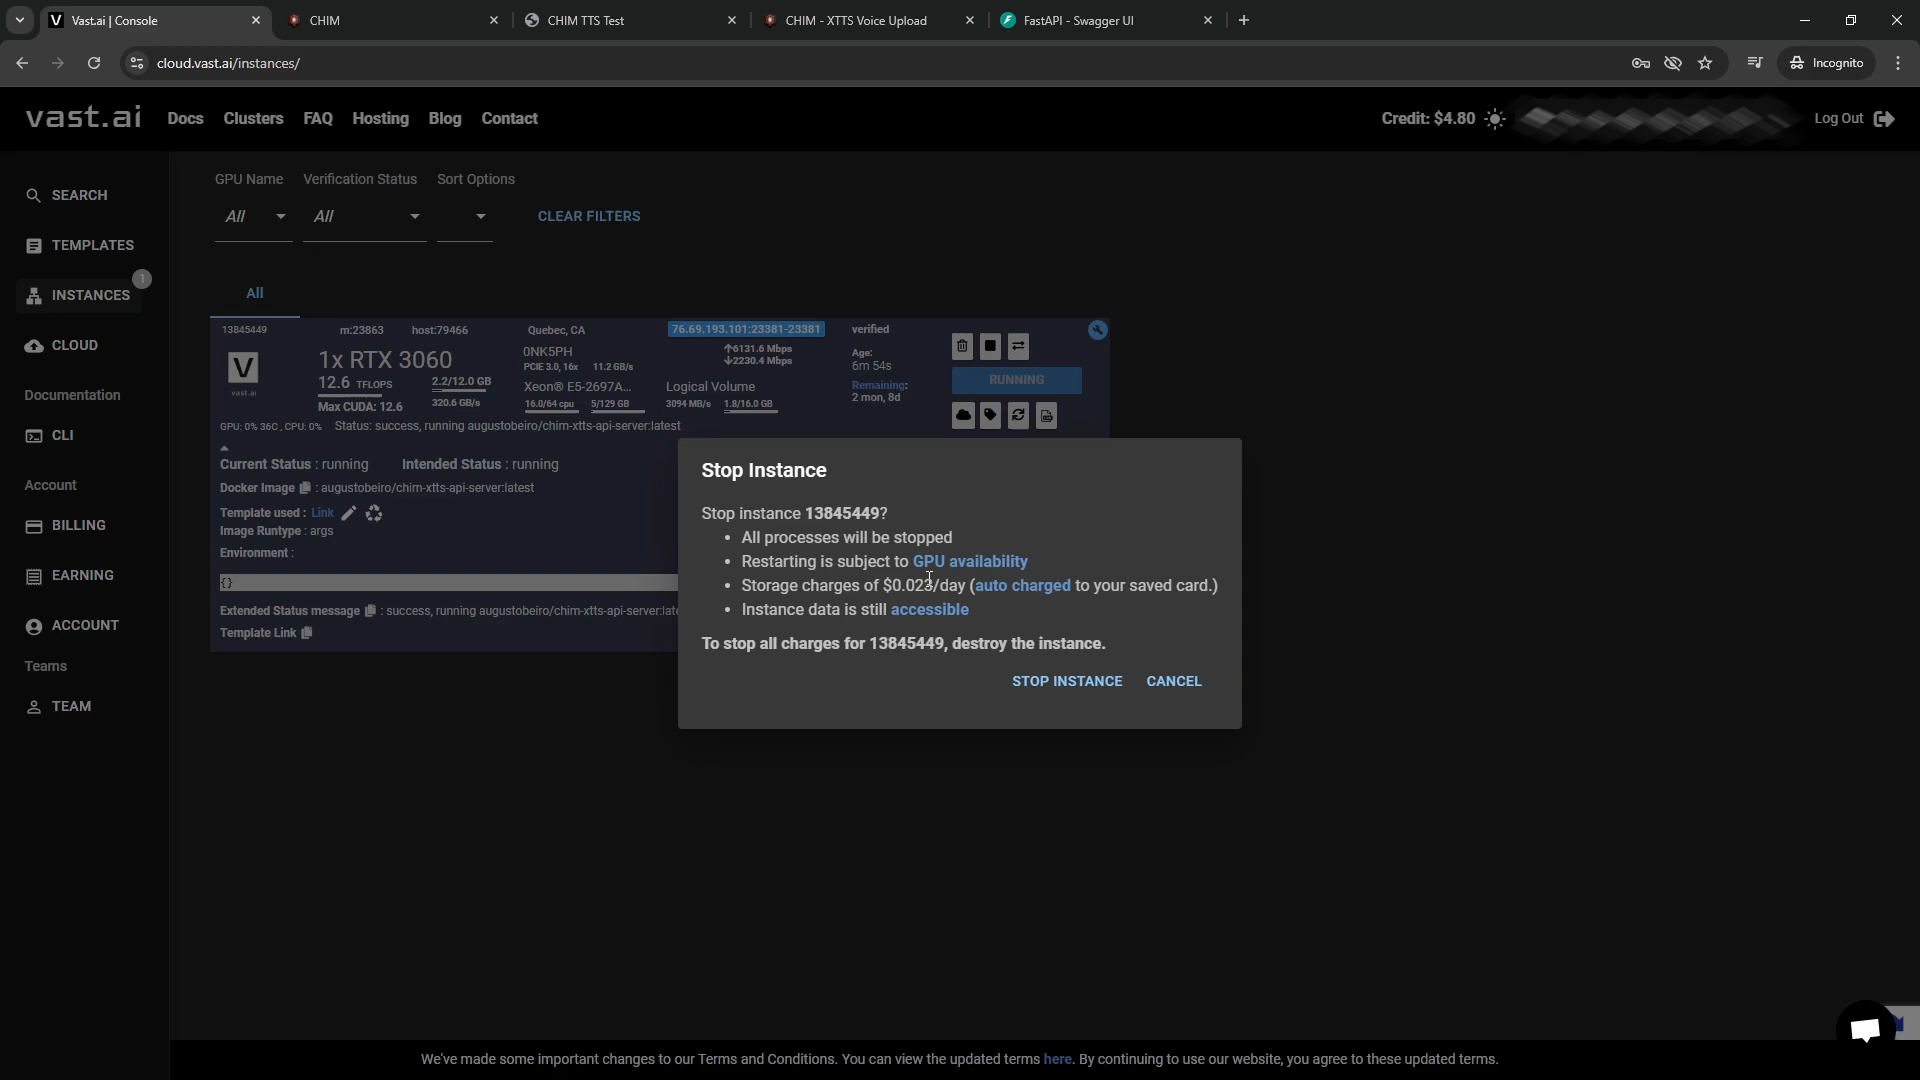 Vast.ai | Console
CHIM
CHIM TTS Test
CHIM - XTTS Voice Upload
FastAPI - Swagger UI
cloud.vast.ai/instances/
Incognito
vast.ai
Docs
Clusters
FAQ
Hosting
Blog
Contact
Credit: $4.80
Log Out
SEARCH
TEMPLATES
INSTANCES
1
CLOUD
Documentation
CLI
Account
BILLING
EARNING
ACCOUNT
Teams
TEAM
GPU Name
Verification Status
Sort Options
All
All
CLEAR FILTERS
All
13845449
m:23863
host:79466
Quebec, CA
76.69.193.101:23381-23381
verified
V
vast.ai
1x RTX 3060
12.6 TFLOPS
Max CUDA: 12.6
2.2/12.0 GB
320.6 GB/s
0NK5PH
PCIE 3.0, 16x 11.2 GB/s
Xeon® E5-2697A...
16.0/64 cpu 5/129 GB
↑6131.6 Mbps
↓2230.4 Mbps
Logical Volume
3094 MB/s 1.8/16.0 GB
Age:
6m 54s
Remaining:
2 mon, 8d
RUNNING
GPU: 0% 36C , CPU: 0%
Status: success, running augustobeiro/chim-xtts-api-server:latest
Current Status : running
Intended Status : running
Docker Image : augustobeiro/chim-xtts-api-server:latest
Template used : Link
Image Runtype : args
Environment :
{}
Extended Status message : success, running augustobeiro/chim-xtts-api-server:late
Template Link
Stop Instance
Stop instance 13845449?
• All processes will be stopped
• Restarting is subject to GPU availability
• Storage charges of $0.023/day (auto charged to your saved card.)
• Instance data is still accessible
To stop all charges for 13845449, destroy the instance.
STOP INSTANCE
CANCEL
We've made some important changes to our Terms and Conditions. You can view the updated terms here. By continuing to use our website, you agree to these updated terms.